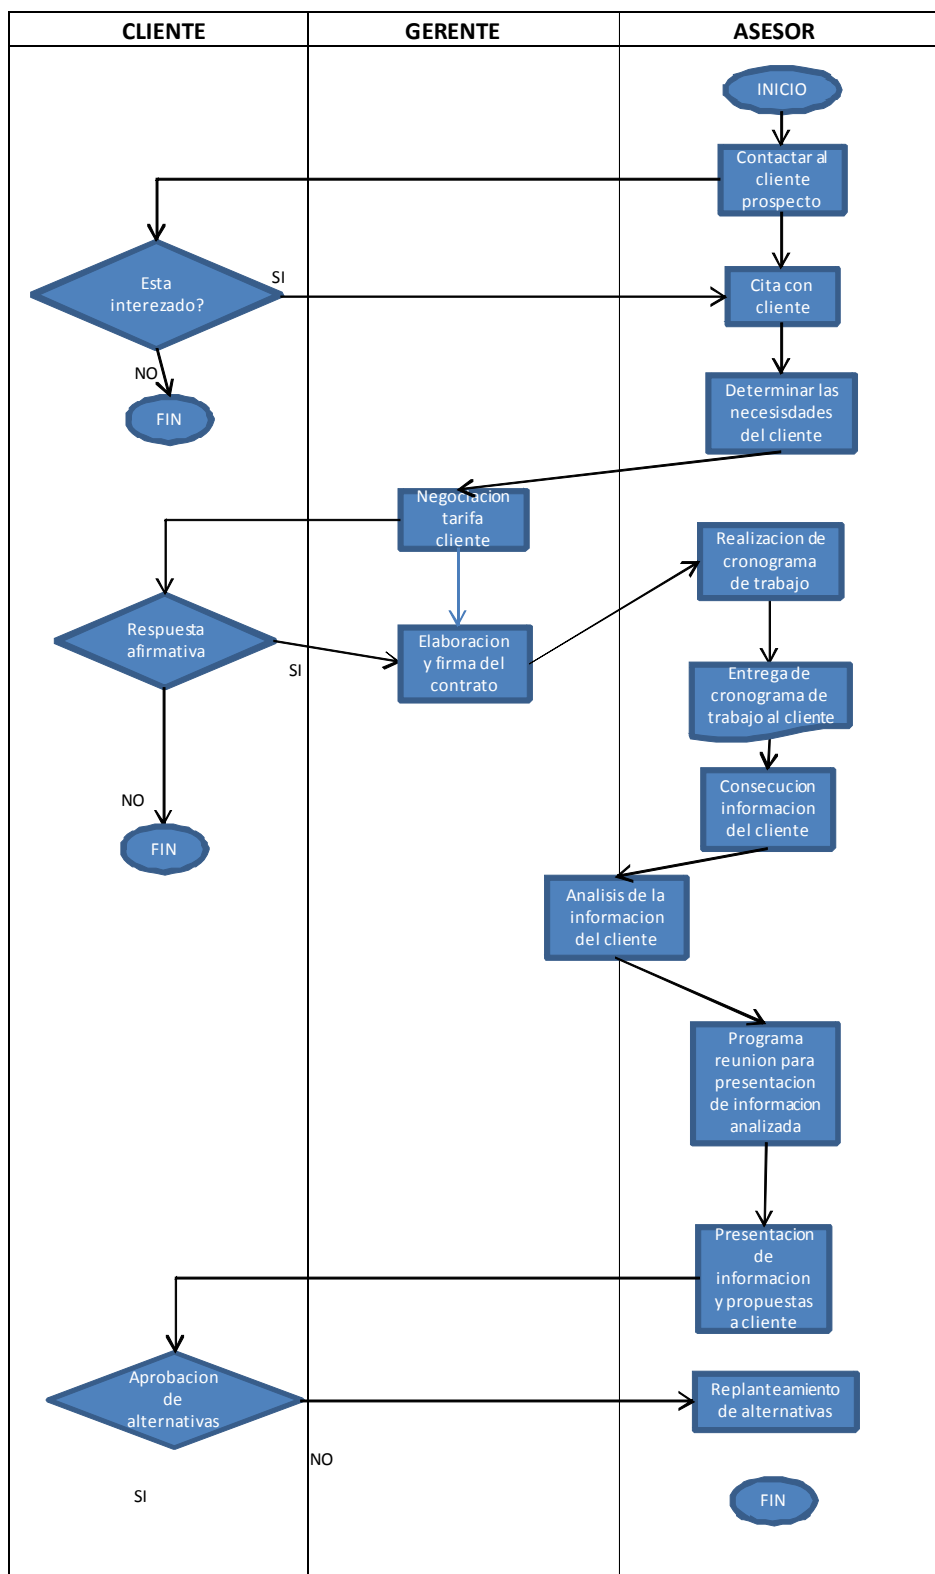 CLIENTE
GERENTE
ASESOR
INICIO
Contactar al
cliente
prospecto
Esta
interezado?
SI
Cita con
cliente
NO
FIN
Determinar las
necesisdades
del cliente
Negociacion
tarifa
cliente
Realizacion de
cronograma
de trabajo
Respuesta
afirmativa
SI
Elaboracion
y firma del
contrato
Entrega de
cronograma de
trabajo al cliente
NO
FIN
Consecucion
informacion
del cliente
Analisis de la
informacion
del cliente
Programa
reunion para
presentacion
de informacion
analizada
Presentacion
de
informacion
y propuestas
a cliente
Aprobacion
de
alternativas
Replanteamiento
de alternativas
NO
SI
FIN